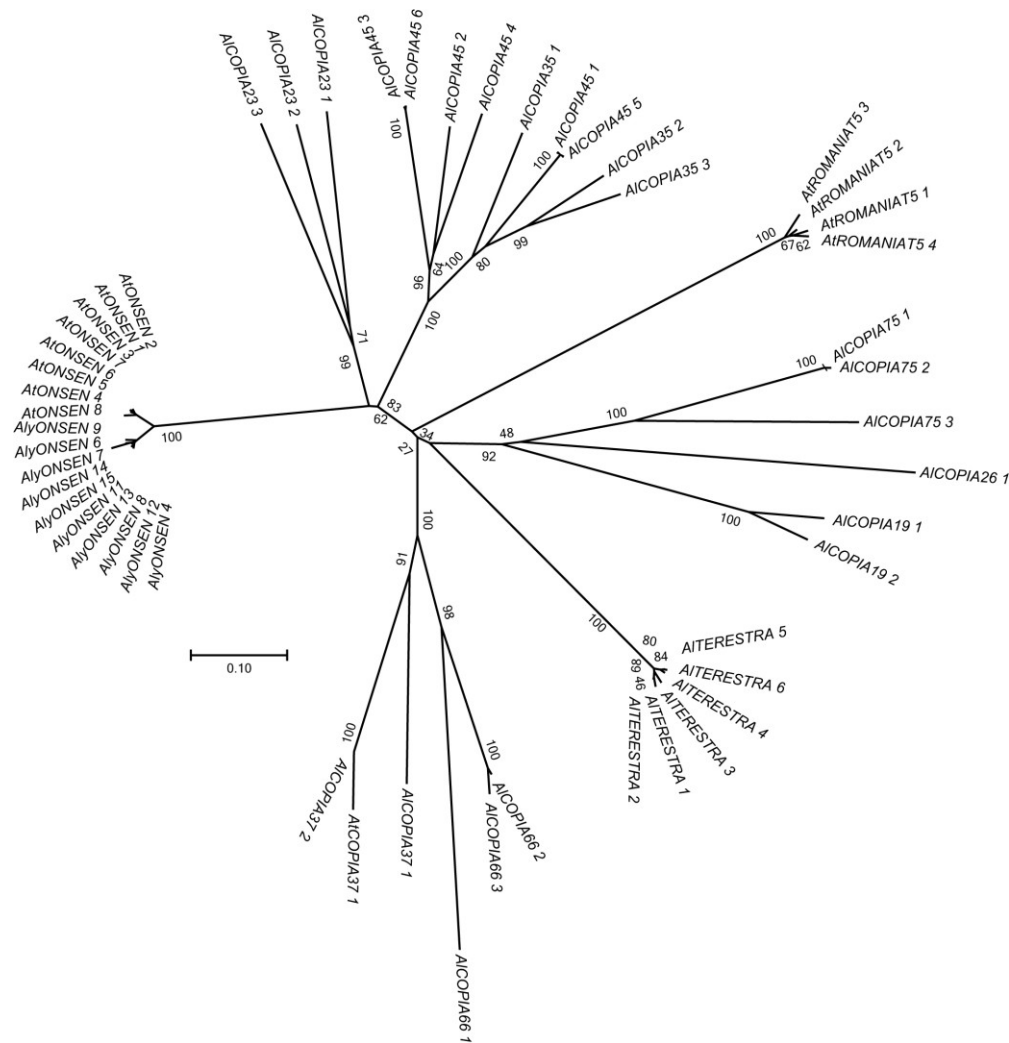 AlCOPIA23 3
AlCOPIA23 2
AlCOPIA23 1
AlCOPIA45 3
AlCOPIA45 6
AlCOPIA45 2
AlCOPIA45 4
AlCOPIA35 1
AlCOPIA45 1
AlCOPIA45 5
AlCOPIA35 2
AlCOPIA35 3
100
100
99
80
100
64
96
100
71
99
AtROMANIAT5 3
AtROMANIAT5 2
AtROMANIAT5 1
AtROMANIAT5 4
100
67
62
AlCOPIA75 1
AlCOPIA75 2
AlCOPIA75 3
AlCOPIA26 1
AlCOPIA19 1
AlCOPIA19 2
100
100
48
92
100
83
62
34
27
AtONSEN 2
AtONSEN 1
AtONSEN 3
AtONSEN 7
AtONSEN 6
AtONSEN 5
AtONSEN 4
AtONSEN 8
AlyONSEN 9
AlyONSEN 6
AlyONSEN 7
AlyONSEN 14
AlyONSEN 15
AlyONSEN 11
AlyONSEN 13
AlyONSEN 8
AlyONSEN 12
AlyONSEN 4
100
0.10
100
80
84
89
46
AlTERESTRA 5
AlTERESTRA 6
AlTERESTRA 4
AlTERESTRA 3
AlTERESTRA 1
AlTERESTRA 2
100
91
98
100
100
AlCOPIA37 2
AtCOPIA37 1
AlCOPIA37 1
AlCOPIA66 2
AlCOPIA66 3
AlCOPIA66 1